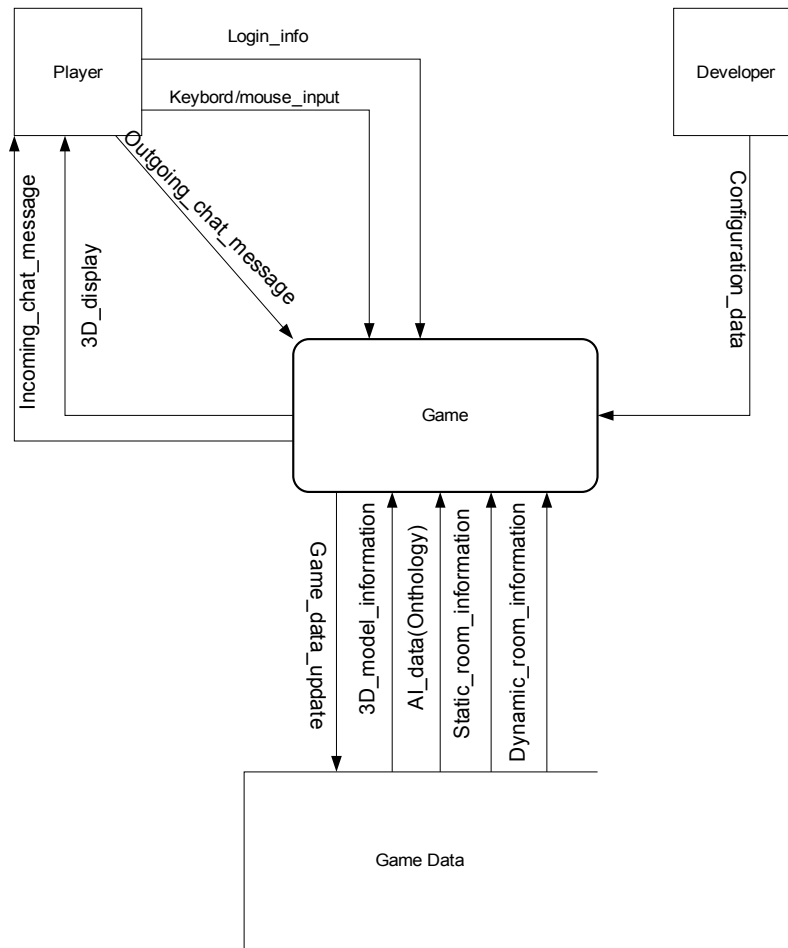 Login_info
Player
Developer
Keybord/mouse_input
Outgoing_chat_message
Incoming_chat_message
3D_display
Configuration_data
Game
Game_data_update
3D_model_information
AI_data(Onthology)
Static_room_information
Dynamic_room_information
Game Data